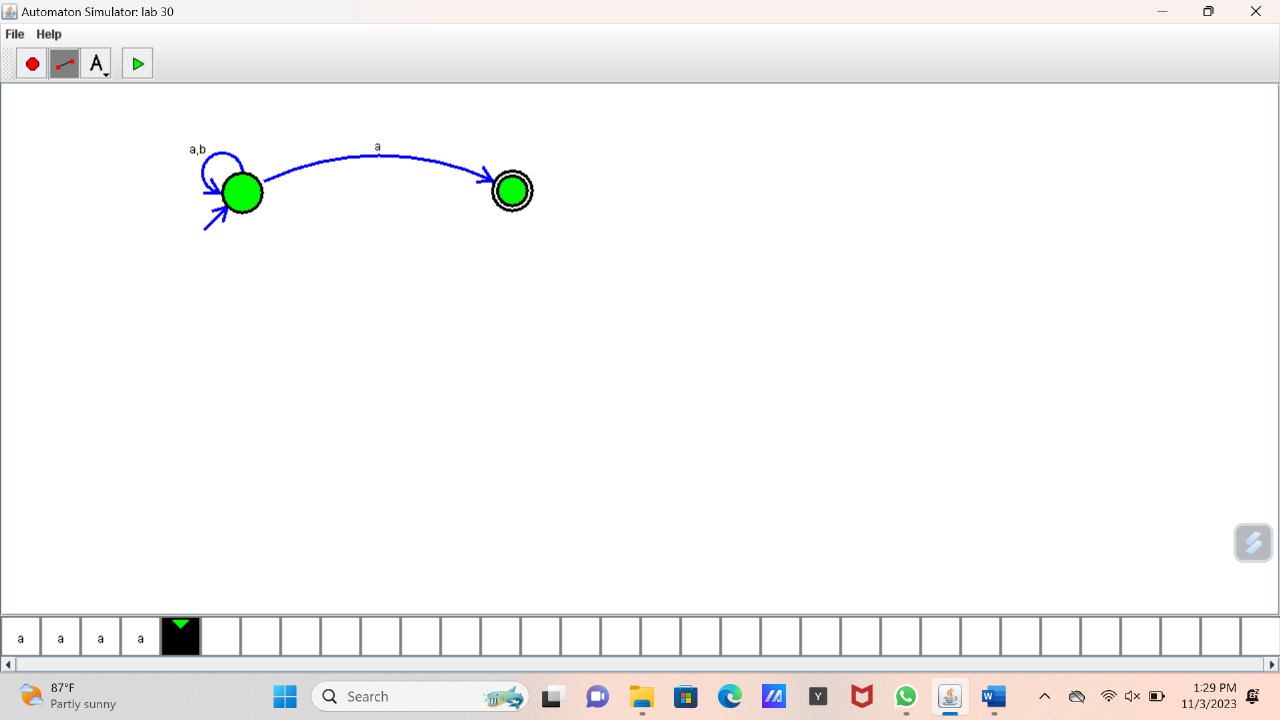 Automaton Simulator: lab 30
File Help
A
a,b
a
a a a a
87°F
Partly sunny
Search
Y
W
1:29 PM
11/3/2023